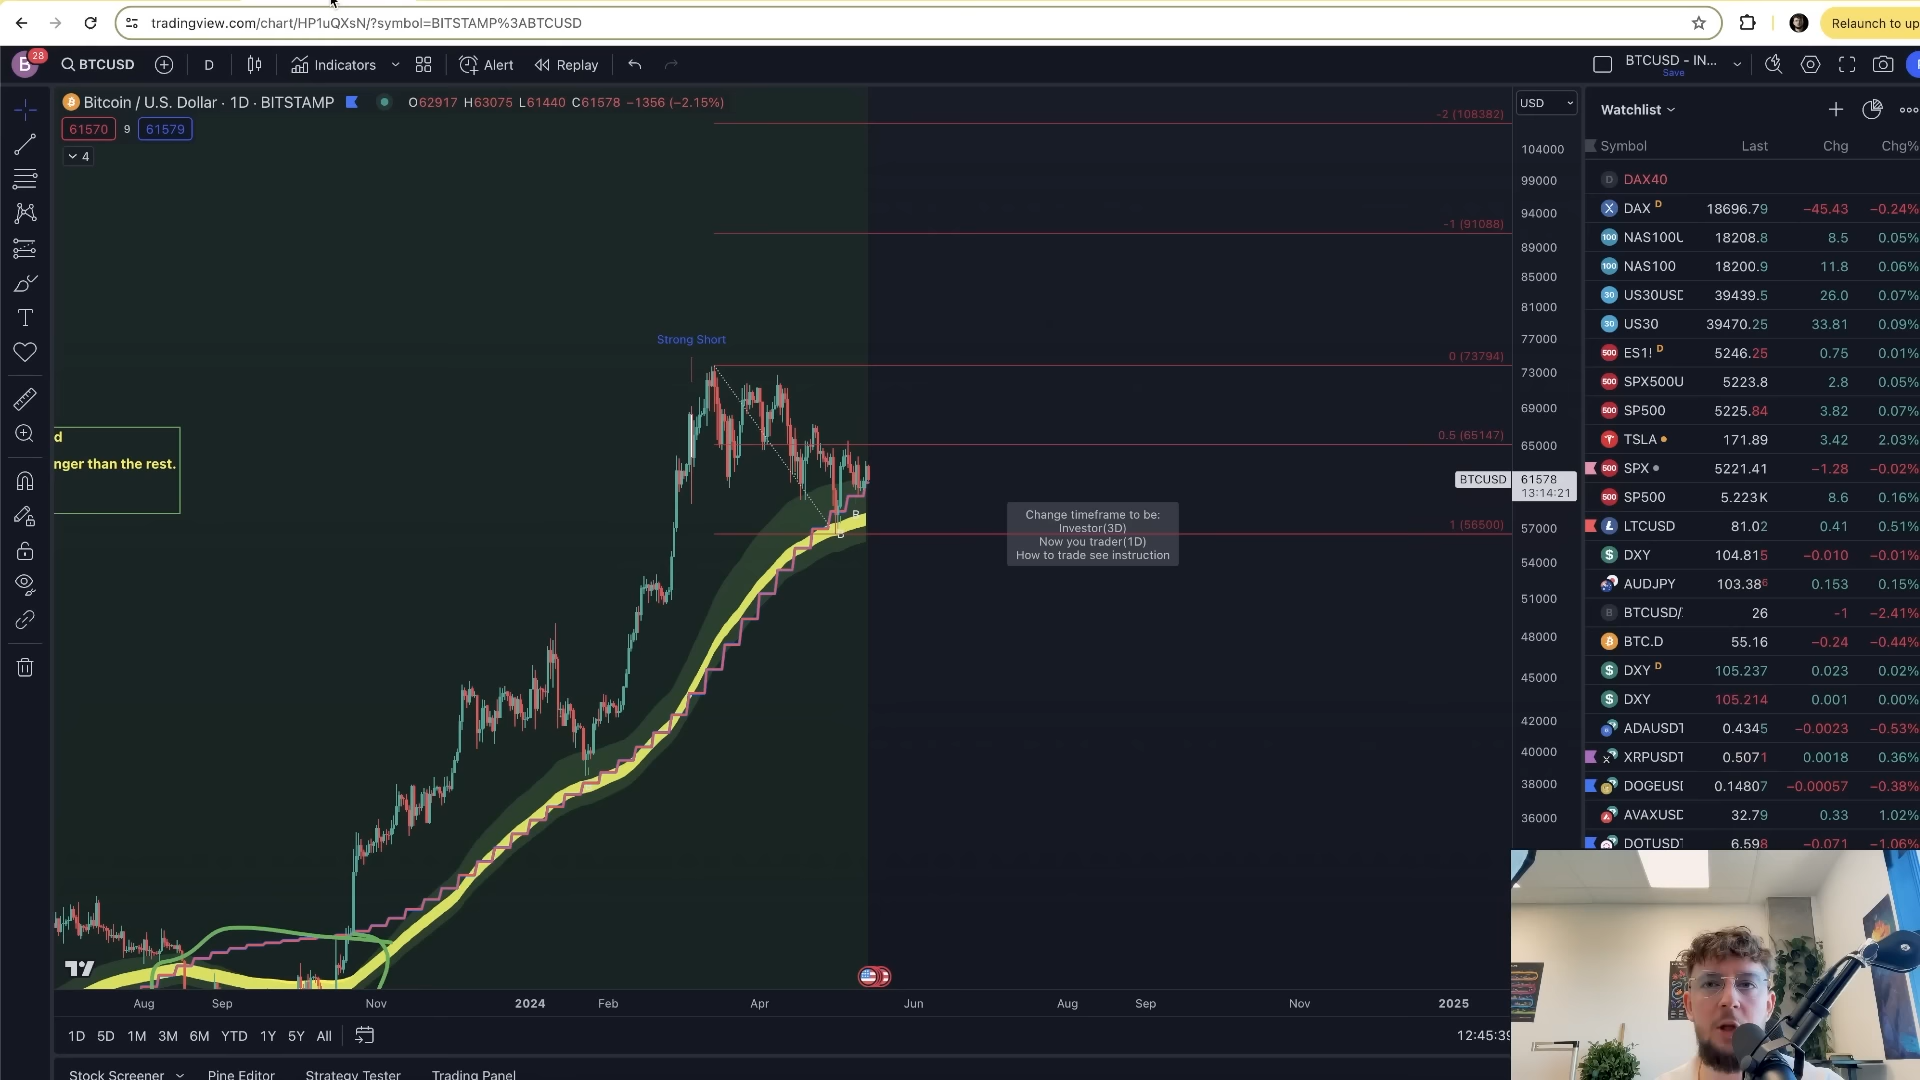 tradingview.com/chart/HP1uQXsN/?symbol=BITSTAMP%3ABTCUSD
Relaunch to up
B 28 BTCUSD D Indicators Alert Replay BTCUSD - IN...
Save
Bitcoin / U.S. Dollar · 1D · BITSTAMP O62917 H63075 L61440 C61578 −1356 (−2.15%)
61570 9 61579
4
USD
-2 (108382)
-1 (91088)
Strong Short
0 (73794)
0.5 (65147)
1 (56500)
d
nger than the rest.
BTCUSD 61578
13:14:21
B
B
Change timeframe to be:
Investor(3D)
Now you trader(1D)
How to trade see instruction
104000
99000
94000
89000
85000
81000
77000
73000
69000
65000
57000
54000
51000
48000
45000
42000
40000
38000
36000
Aug Sep Nov 2024 Feb Apr Jun Aug Sep Nov 2025
1D 5D 1M 3M 6M YTD 1Y 5Y All
12:45:39
Stock Screener Pine Editor Strategy Tester Trading Panel
Watchlist
Symbol Last Chg Chg%
DAX40
DAX D 18696.79 −45.43 −0.24%
NAS100U 18208.8 8.5 0.05%
NAS100 18200.9 11.8 0.06%
US30USD 39439.5 26.0 0.07%
US30 39470.25 33.81 0.09%
ES1! D 5246.25 0.75 0.01%
SPX500U 5223.8 2.8 0.05%
SP500 5225.84 3.82 0.07%
TSLA 171.89 3.42 2.03%
SPX 5221.41 −1.28 −0.02%
SP500 5.223K 8.6 0.16%
LTCUSD 81.02 0.41 0.51%
DXY 104.815 −0.010 −0.01%
AUDJPY 103.386 0.153 0.15%
BTCUSD/ 26 −1 −2.41%
BTC.D 55.16 −0.24 −0.44%
DXY D 105.237 0.023 0.02%
DXY 105.214 0.001 0.00%
ADAUSDT 0.4345 −0.0023 −0.53%
XRPUSDT 0.5071 0.0018 0.36%
DOGEUSD 0.14807 −0.00057 −0.38%
AVAXUSD 32.79 0.33 1.02%
DOTUSDT 6.598 −0.071 −1.06%